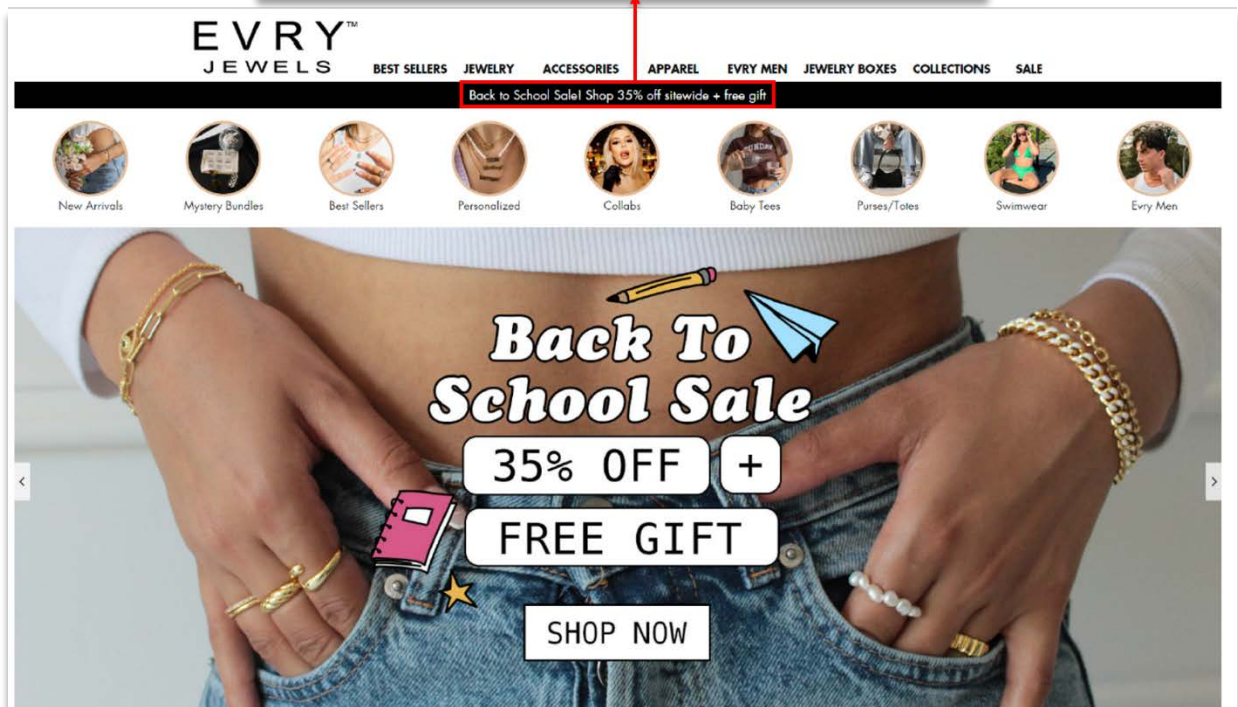 EVRY™
JEWELS
BEST SELLERS JEWELRY ACCESSORIES APPAREL EVRY MEN JEWELRY BOXES COLLECTIONS SALE
Back to School Sale! Shop 35% off sitewide + free gift
New Arrivals Mystery Bundles Best Sellers Personalized Collabs Baby Tees Purses/Totes Swimwear Evry Men
Back To
School Sale
35% OFF +
FREE GIFT
SHOP NOW